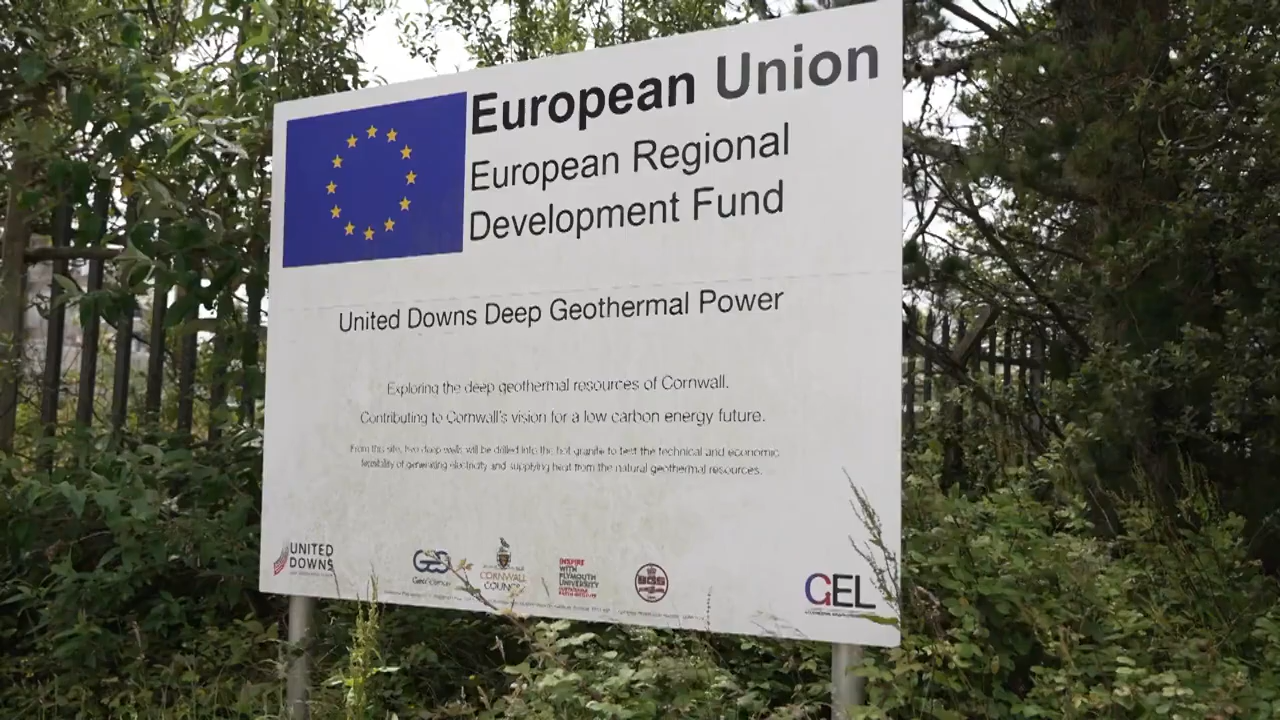 European Union
European Regional
Development Fund
United Downs Deep Geothermal Power
Exploring the deep geothermal resources of Cornwall.
Contributing to Cornwall's vision for a low carbon energy future.
From this site, two deep wells will be drilled into the hot granite to test the technical and economic
feasibility of generating electricity and supplying heat from the natural geothermal resources.
UNITED
DOWNS
CORNWALL
COUNCIL
INSPIRE
WITH
PLYMOUTH
UNIVERSITY
BGS
GEL